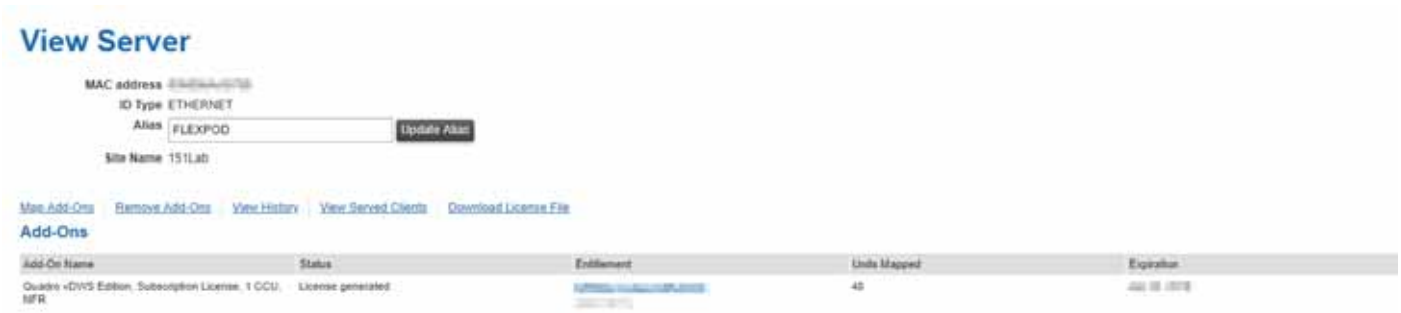 View Server
MAC address
ID Type ETHERNET
Alias FLEXPOD Update Alias
Site Name 151Lab
Map Add-Ons Remove Add-Ons View History View Served Clients Download License File
Add-Ons
Add-On Name Status Entitlement Units Mapped Expiration
Quadro vDWS Edition, Subscription License, 1 CCU, License generated 48
NFR